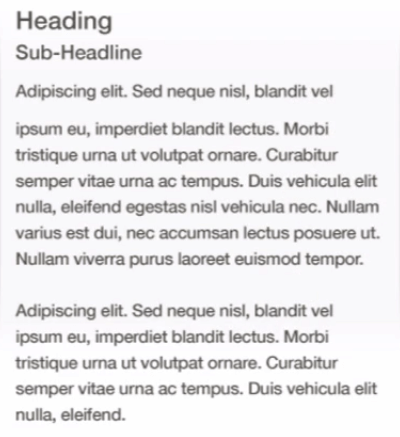 Heading
Sub-Headline
Adipiscing elit. Sed neque nisl, blandit vel
ipsum eu, imperdiet blandit lectus. Morbi
tristique urna ut volutpat ornare. Curabitur
semper vitae urna ac tempus. Duis vehicula elit
nulla, eleifend egestas nisl vehicula nec. Nullam
varius est dui, nec accumsan lectus posuere ut.
Nullam viverra purus laoreet euismod tempor.
Adipiscing elit. Sed neque nisl, blandit vel
ipsum eu, imperdiet blandit lectus. Morbi
tristique urna ut volutpat ornare. Curabitur
semper vitae urna ac tempus. Duis vehicula elit
nulla, eleifend.